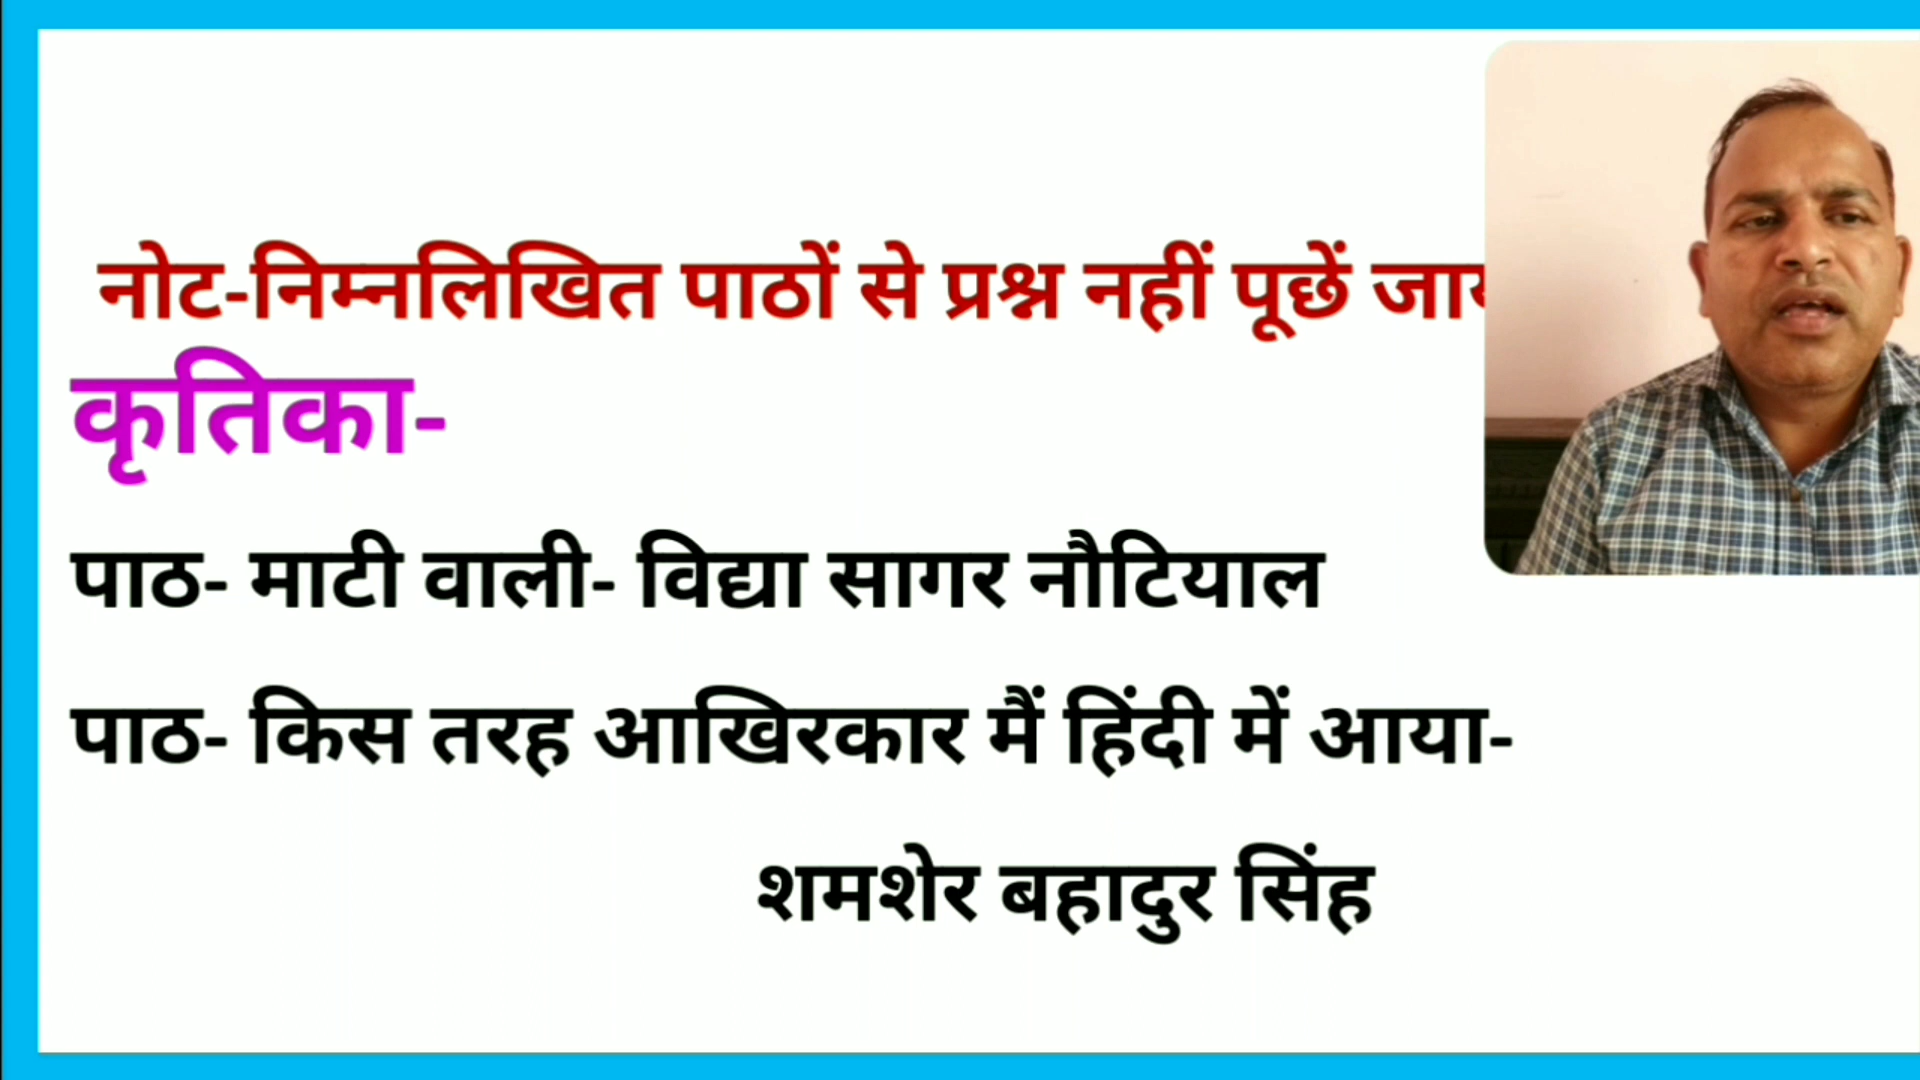 नोट-निम्नलिखित पाठों से प्रश्न नहीं पूछें
कृतिका-
पाठ- माटी वाली- विद्या सागर नौटियाल
पाठ- किस तरह आखिरकार मैं हिंदी में आया-
शमशेर बहादुर सिंह